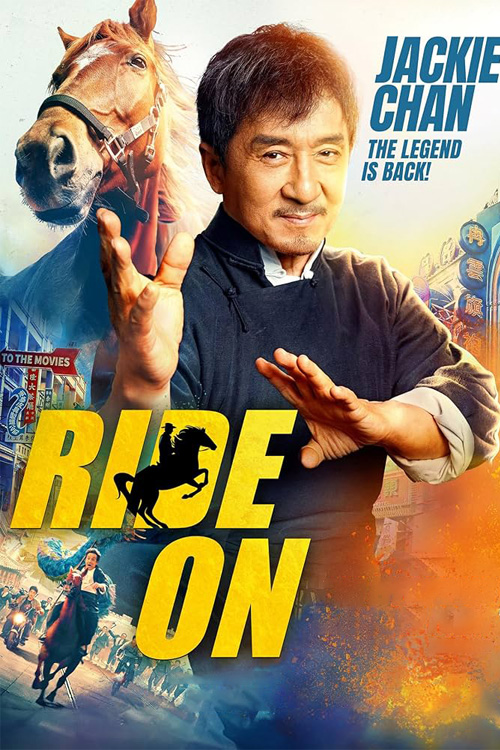 JACKIE
CHAN
THE LEGEND
IS BACK!
TO THE MOVIES
RIDE
ON